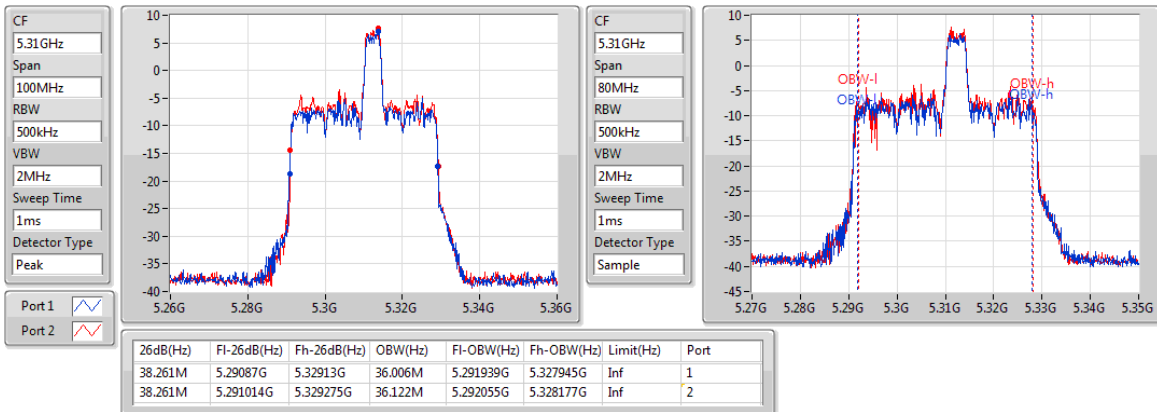 CF
5.31GHz
Span
100MHz
RBW
500kHz
VBW
2MHz
Sweep Time
1ms
Detector Type
Peak
Port 1
Port 2
10
5
0
-5
-10
-15
-20
-25
-30
-35
-40
5.26G 5.28G 5.3G 5.32G 5.34G 5.36G
CF
5.31GHz
Span
80MHz
RBW
500kHz
VBW
2MHz
Sweep Time
1ms
Detector Type
Sample
10
5
0
-5
-10
-15
-20
-25
-30
-35
-40
-45
OBW-l
OBW-h
5.27G 5.28G 5.29G 5.3G 5.31G 5.32G 5.33G 5.34G 5.35G
26dB(Hz) Fl-26dB(Hz) Fh-26dB(Hz) OBW(Hz) Fl-OBW(Hz) Fh-OBW(Hz) Limit(Hz) Port
38.261M 5.29087G 5.32913G 36.006M 5.291939G 5.327945G Inf 1
38.261M 5.291014G 5.329275G 36.122M 5.292055G 5.328177G Inf 2